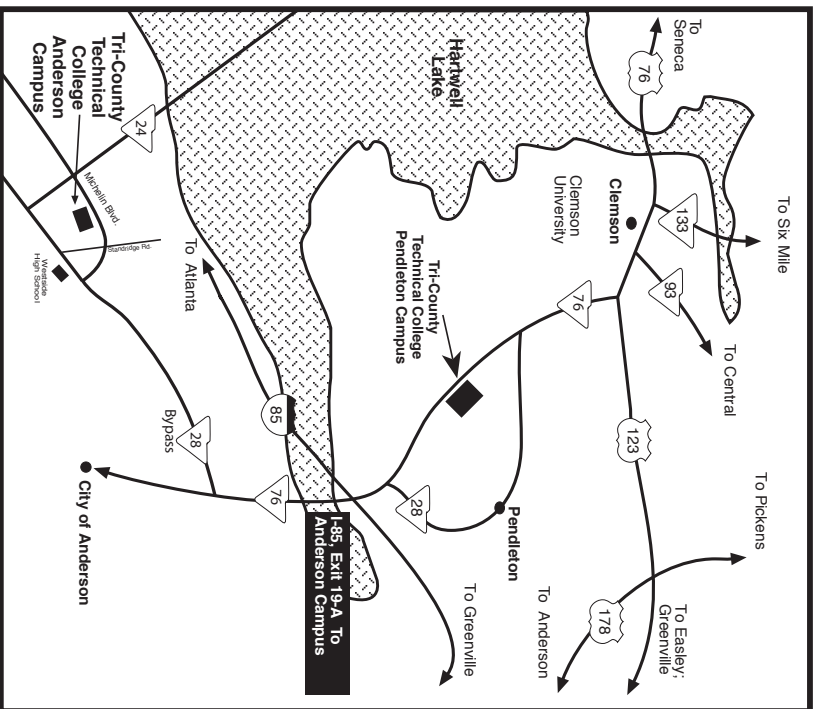 To
Seneca
76
To Six Mile
133
93
To Central
Clemson
Clemson
University
Hartwell
Lake
76
123
To Pickens
To Easley;
Greenville
178
To Anderson
Tri-County
Technical College
Pendleton Campus
Pendleton
28
To Greenville
I-85, Exit 19-A To
Anderson Campus
85
To Atlanta
76
28
Bypass
City of Anderson
24
Michelin Blvd.
Standridge Rd.
Westside
High School
Tri-County
Technical
College
Anderson
Campus